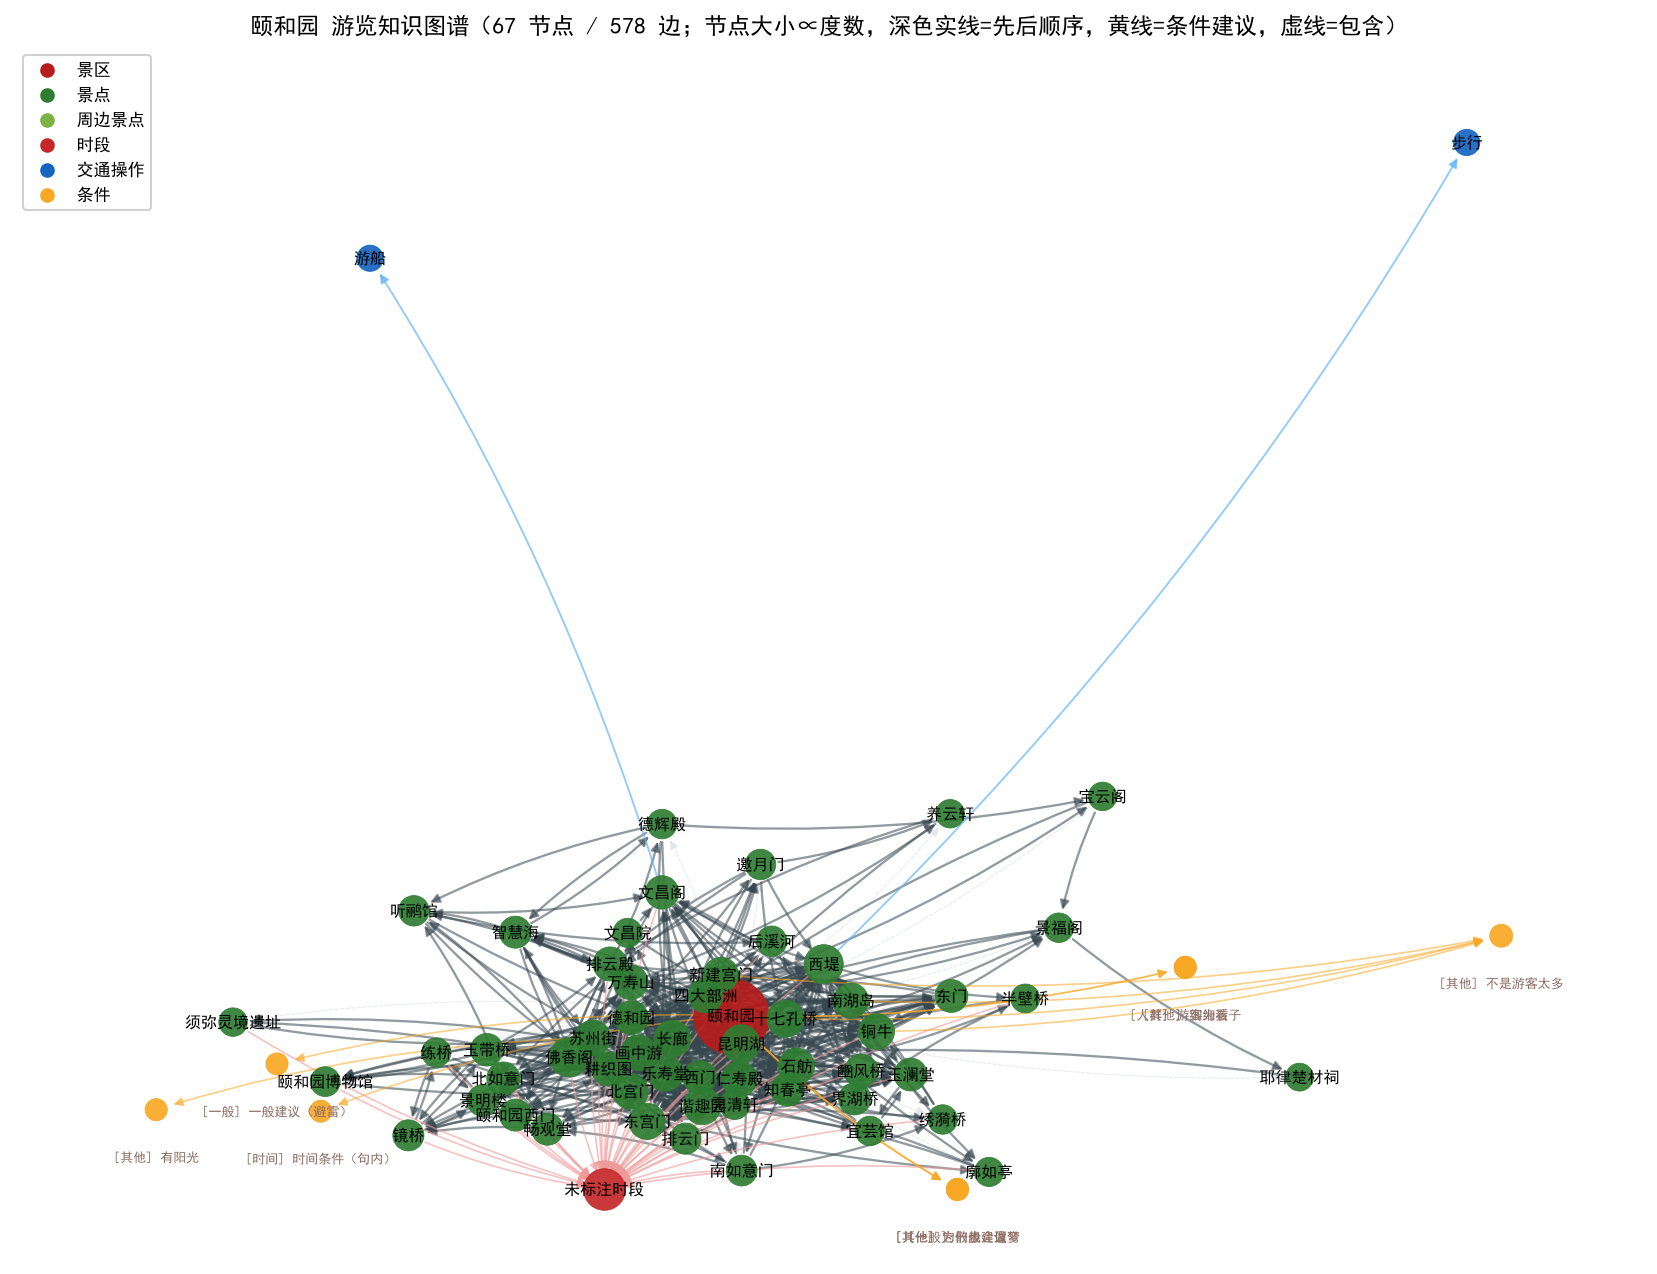 颐和园 游览知识图谱（67 节点 / 578 边；节点大小∝度数，深色实线=先后顺序，黄线=条件建议，虚线=包含）
景区
景点
周边景点
时段
交通操作
条件
步行
游船
宝云阁
养云轩
德辉殿
邀月门
文昌阁
听鹂馆
智慧海
文昌院
后溪河
景福阁
排云殿
西堤
新建宫门
万寿山
四大部洲
南湖岛
东门
半壁桥
[其他] 不是游客太多
须弥灵境遗址
德和园
颐和园
十七孔桥
铜牛
苏州街
长廊
昆明湖
练桥
玉带桥
佛香阁
画中游
耕织图
石舫
豳风桥
玉澜堂
耶律楚材祠
颐和园博物馆
北如意门
乐寿堂
西门
仁寿殿
知春亭
北宫门
景明楼
谐趣园
界湖桥
[一般] 一般建议（避雷）
颐和园西门
畅观堂
东宫门
绣漪桥
宜芸馆
镜桥
排云门
[其他] 有阳光
[时间] 时间条件（句内）
南如意门
廓如亭
未标注时段